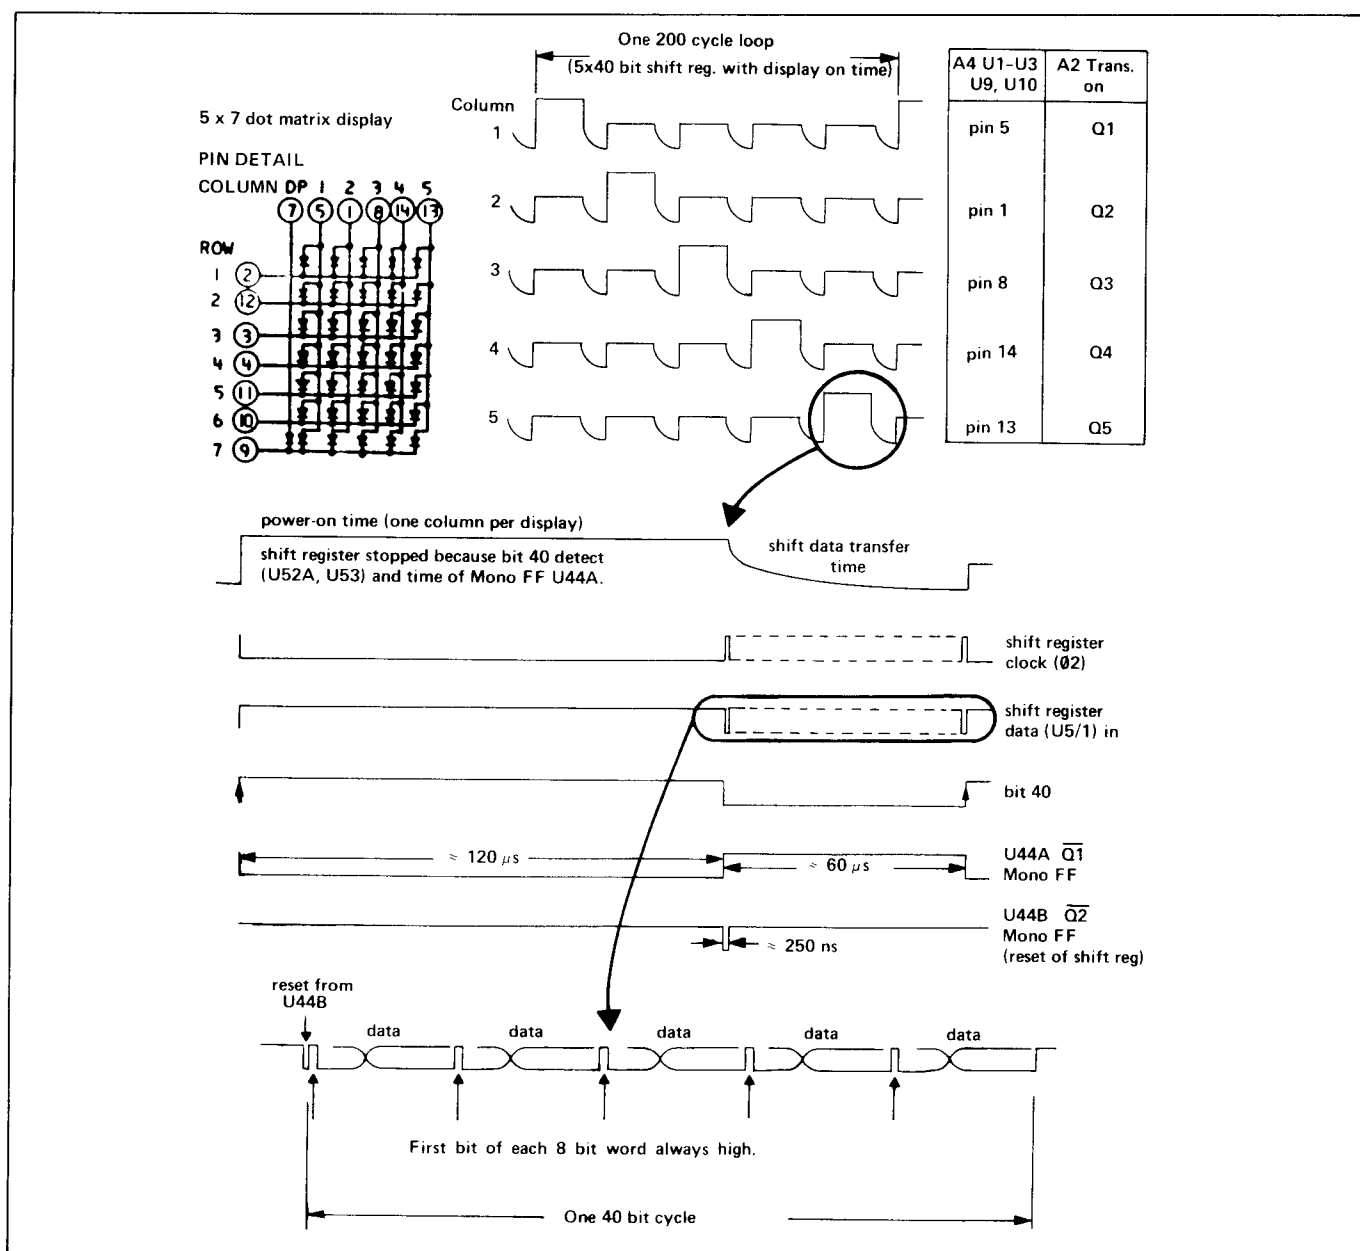 One 200 cycle loop
(5x40 bit shift reg. with display on time)
A4 U1-U3
U9, U10
A2 Trans.
on
Column
5 x 7 dot matrix display
PIN DETAIL
COLUMN DP 1 2 3 4 5
7 5 1 8 14 13
ROW
1 2
2 12
3 3
4 4
5 11
6 10
7 9
1
pin 5 Q1
2
pin 1 Q2
3
pin 8 Q3
4
pin 14 Q4
5
pin 13 Q5
power-on time (one column per display)
shift register stopped because bit 40 detect
(U52A, U53) and time of Mono FF U44A.
shift data transfer
time
shift register
clock (Ø2)
shift register
data (U5/1) in
bit 40
≈ 120 μs
≈ 60 μs
U44A Q̅1̅
Mono FF
U44B Q̅2̅
Mono FF
(reset of shift reg)
≈ 250 ns
reset from
U44B
data data data data data
First bit of each 8 bit word always high.
One 40 bit cycle